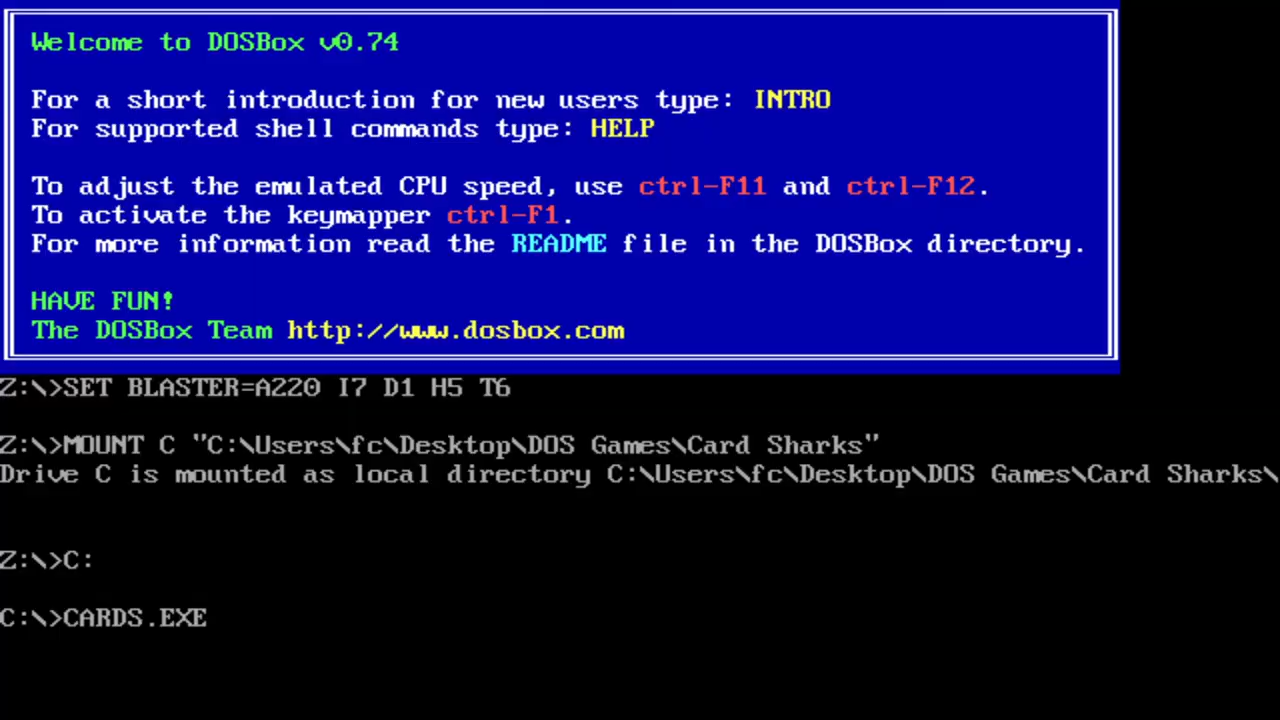 Welcome to DOSBox v0.74
For a short introduction for new users type: INTRO
For supported shell commands type: HELP
To adjust the emulated CPU speed, use ctrl-F11 and ctrl-F12.
To activate the keymapper ctrl-F1.
For more information read the README file in the DOSBox directory.
HAVE FUN!
The DOSBox Team http://www.dosbox.com
Z:\>SET BLASTER=A220 I7 D1 H5 T6
Z:\>MOUNT C "C:\Users\fc\Desktop\DOS Games\Card Sharks"
Drive C is mounted as local directory C:\Users\fc\Desktop\DOS Games\Card Sharks\
Z:\>C:
C:\>CARDS.EXE